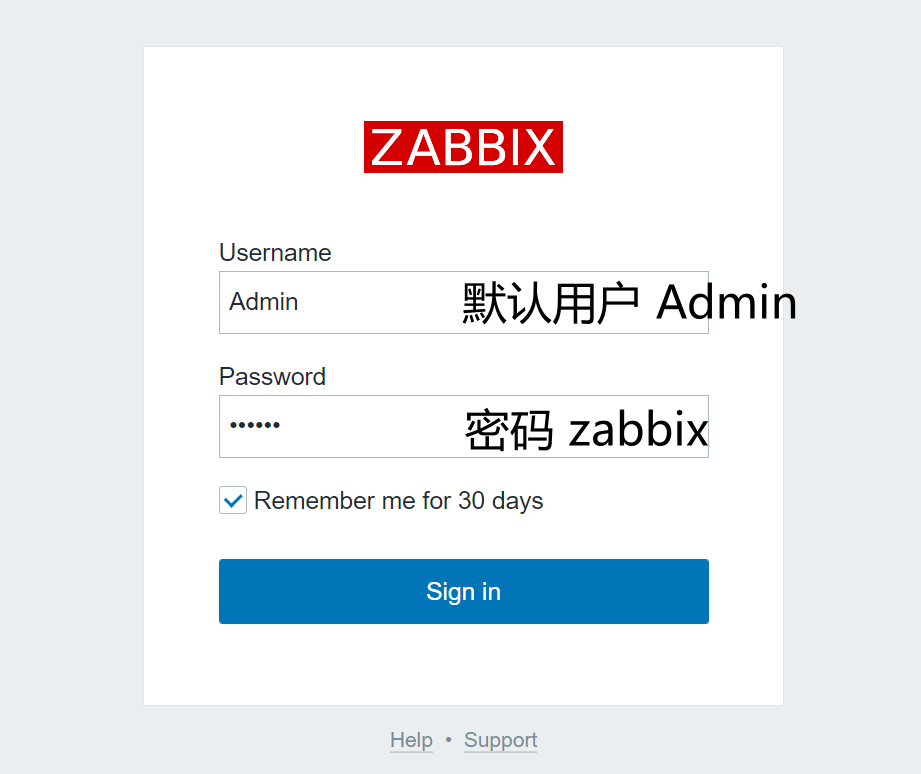 ZABBIX
Username
Admin 默认用户 Admin
Password
•••••• 密码 zabbix
Remember me for 30 days
Sign in
Help • Support